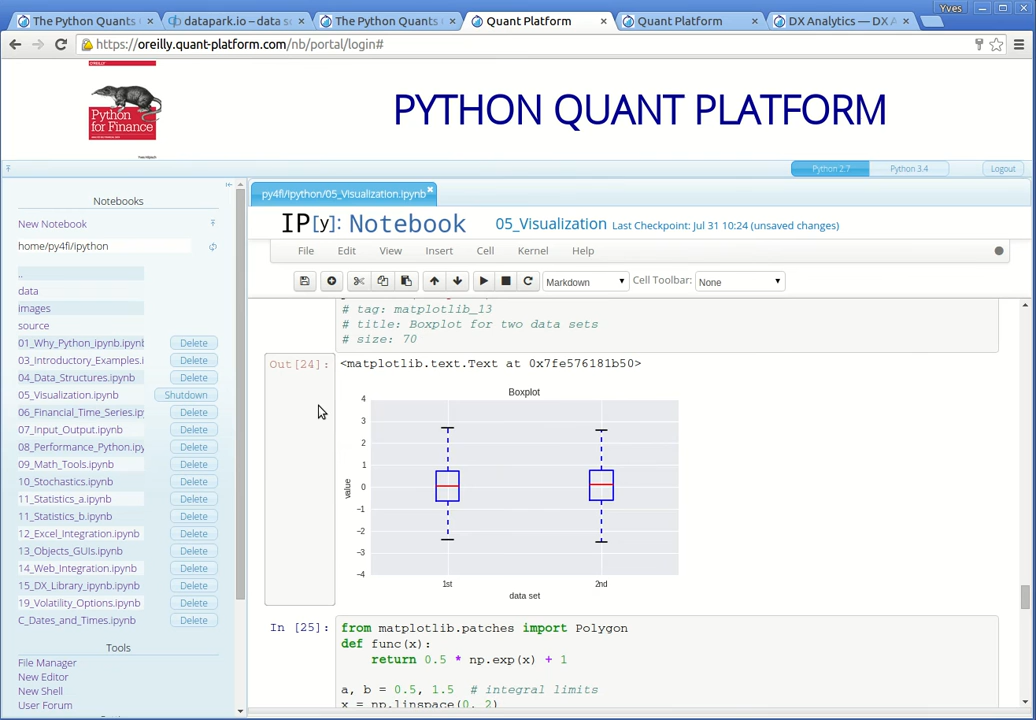 Yves
The Python Quants
datapark.io – data s
The Python Quants
Quant Platform
Quant Platform
DX Analytics — DX A
https://oreilly.quant-platform.com/nb/portal/login#
O'REILLY
Python for Finance
PYTHON QUANT PLATFORM
Python 2.7
Python 3.4
Logout
Notebooks
New Notebook
home/py4fi/ipython
..
data
images
source
01_Why_Python_ipynb.ipynb
Delete
03_Introductory_Examples.i
Delete
04_Data_Structures.ipynb
Delete
05_Visualization.ipynb
Shutdown
06_Financial_Time_Series.ip
Delete
07_Input_Output.ipynb
Delete
08_Performance_Python.ipy
Delete
09_Math_Tools.ipynb
Delete
10_Stochastics.ipynb
Delete
11_Statistics_a.ipynb
Delete
11_Statistics_b.ipynb
Delete
12_Excel_Integration.ipynb
Delete
13_Objects_GUIs.ipynb
Delete
14_Web_Integration.ipynb
Delete
15_DX_Library_ipynb.ipynb
Delete
19_Volatility_Options.ipynb
Delete
C_Dates_and_Times.ipynb
Delete
Tools
File Manager
New Editor
New Shell
User Forum
py4fi/ipython/05_Visualization.ipynb
IP[y]: Notebook
05_Visualization Last Checkpoint: Jul 31 10:24 (unsaved changes)
File Edit View Insert Cell Kernel Help
Markdown
Cell Toolbar:
None
# tag: matplotlib_13
# title: Boxplot for two data sets
# size: 70
Out[24]:
<matplotlib.text.Text at 0x7fe576181b50>
Boxplot
4
3
2
1
0
−1
−2
−3
−4
value
1st
2nd
data set
In [25]:
from matplotlib.patches import Polygon
def func(x):
return 0.5 * np.exp(x) + 1
a, b = 0.5, 1.5 # integral limits
x = np.linspace(0, 2)